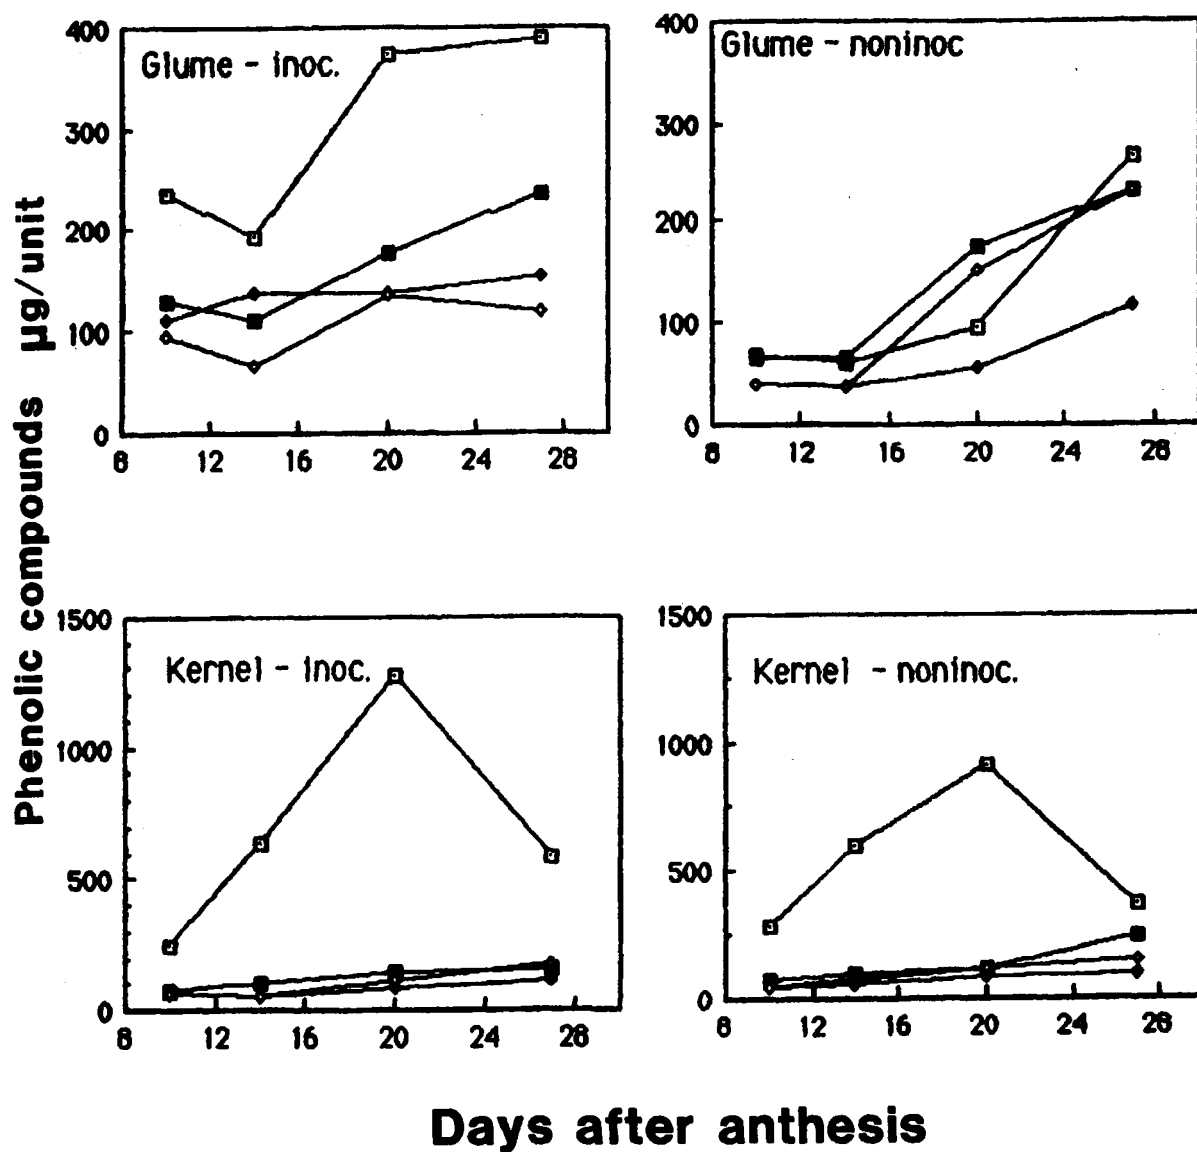 Phenolic compounds µg/unit
400
300
200
100
0
Glume - inoc.
8 12 16 20 24 28
400
300
200
100
0
Glume - noninoc
8 12 16 20 24 28
1500
1000
500
0
Kernel - inoc.
8 12 16 20 24 28
1500
1000
500
0
Kernel - noninoc.
8 12 16 20 24 28
Days after anthesis